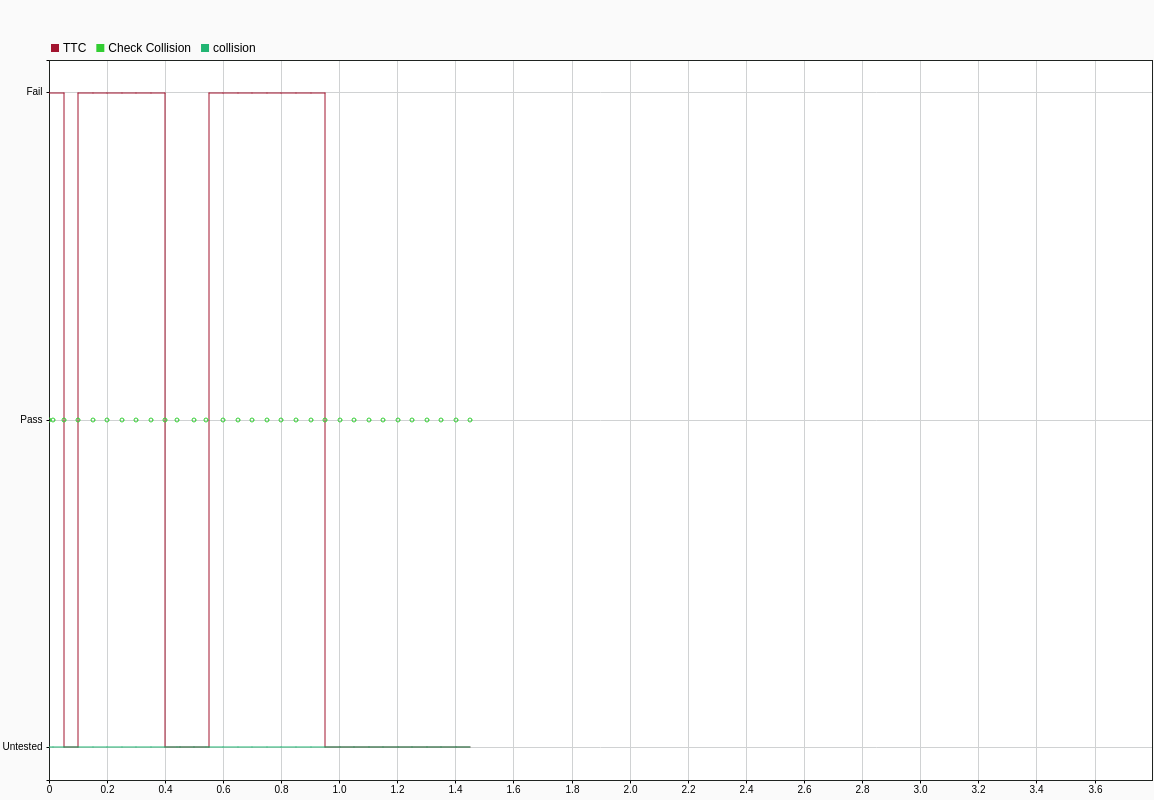 TTC Check Collision collision
Fail
Pass
Untested
0 0.2 0.4 0.6 0.8 1.0 1.2 1.4 1.6 1.8 2.0 2.2 2.4 2.6 2.8 3.0 3.2 3.4 3.6